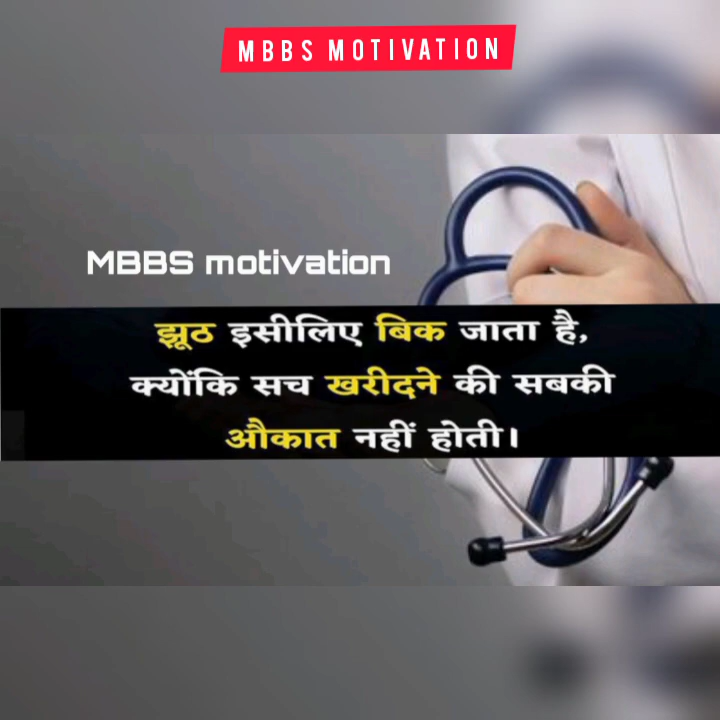 MBBS MOTIVATION
MBBS motivation
झूठ इसीलिए बिक जाता है,
क्योंकि सच खरीदने की सबकी
औकात नहीं होती।